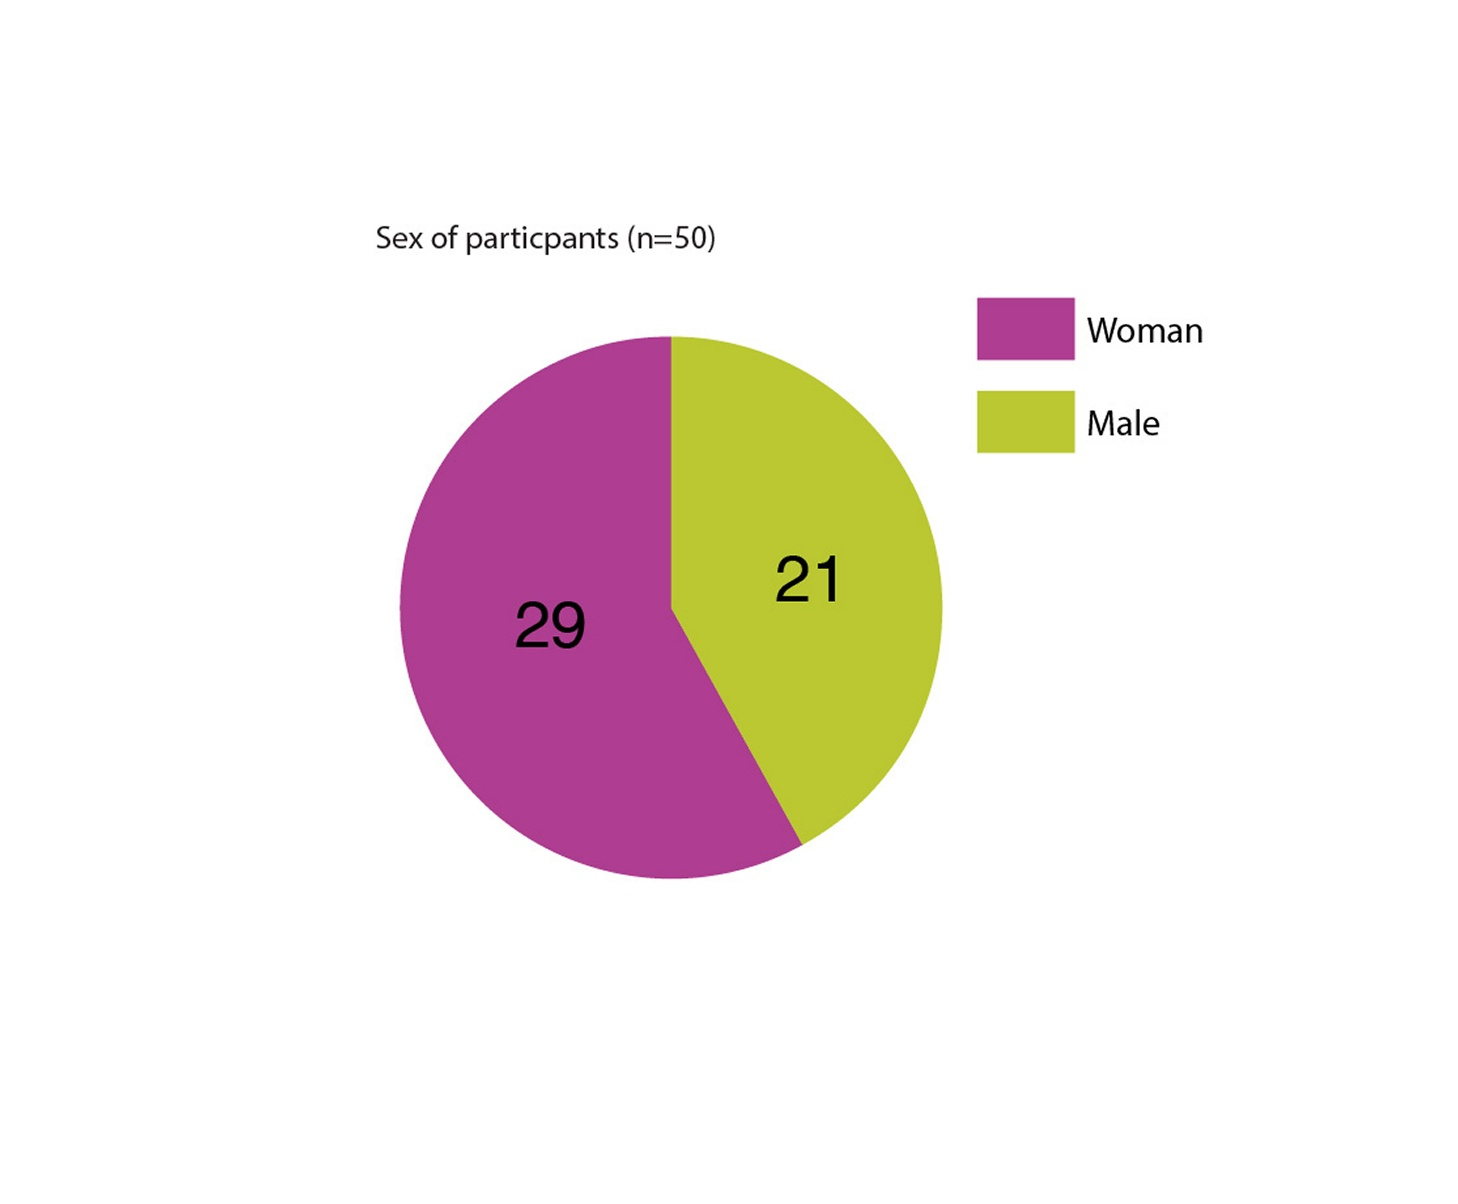 Sex of particpants (n=50)
Woman
Male
21
29